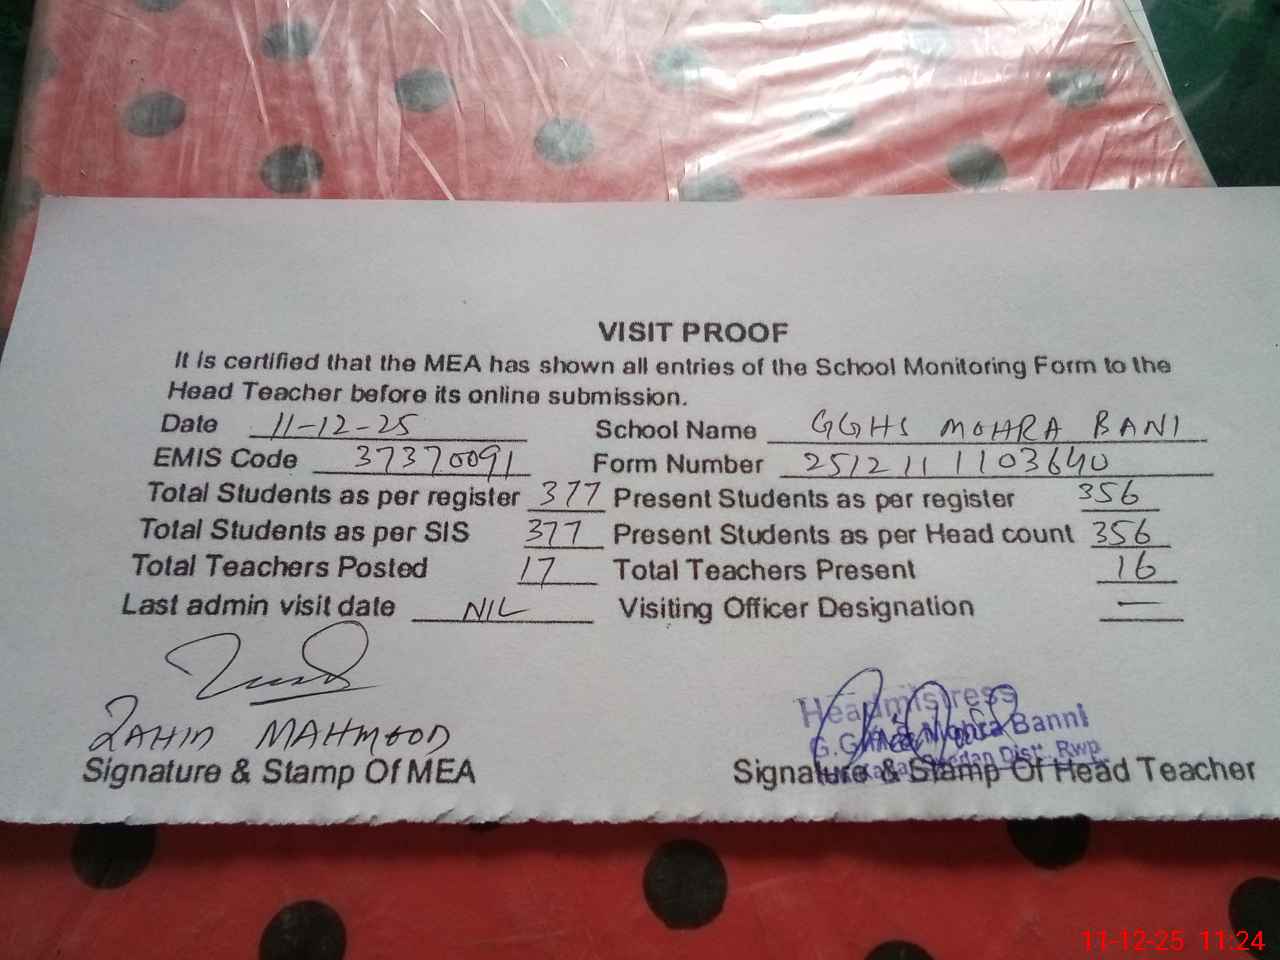 VISIT PROOF
It is certified that the MEA has shown all entries of the School Monitoring Form to the
Head Teacher before its online submission.
Date 11-12-25 School Name GGHS MOHRA BANI
EMIS Code 37370091 Form Number 2512111103640
Total Students as per register 377 Present Students as per register 356
Total Students as per SIS 377 Present Students as per Head count 356
Total Teachers Posted 17 Total Teachers Present 16
Last admin visit date NIL Visiting Officer Designation —
ZAHID MAHMOOD
Signature & Stamp Of MEA
Headmistress
Mohra Banni
Dist. Rwp
Signature & Stamp Of Head Teacher
11-12-25 11:24